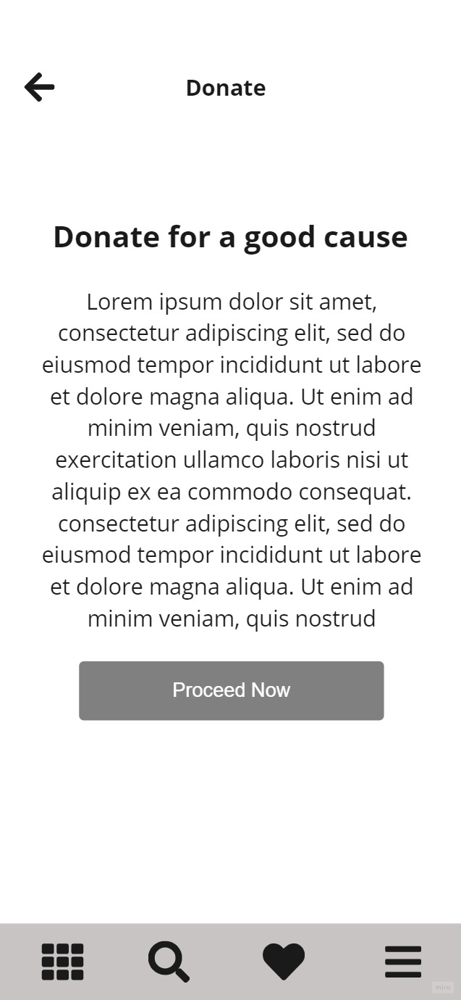 Donate
Donate for a good cause
Lorem ipsum dolor sit amet,
consectetur adipiscing elit, sed do
eiusmod tempor incididunt ut labore
et dolore magna aliqua. Ut enim ad
minim veniam, quis nostrud
exercitation ullamco laboris nisi ut
aliquip ex ea commodo consequat.
consectetur adipiscing elit, sed do
eiusmod tempor incididunt ut labore
et dolore magna aliqua. Ut enim ad
minim veniam, quis nostrud
Proceed Now
miro